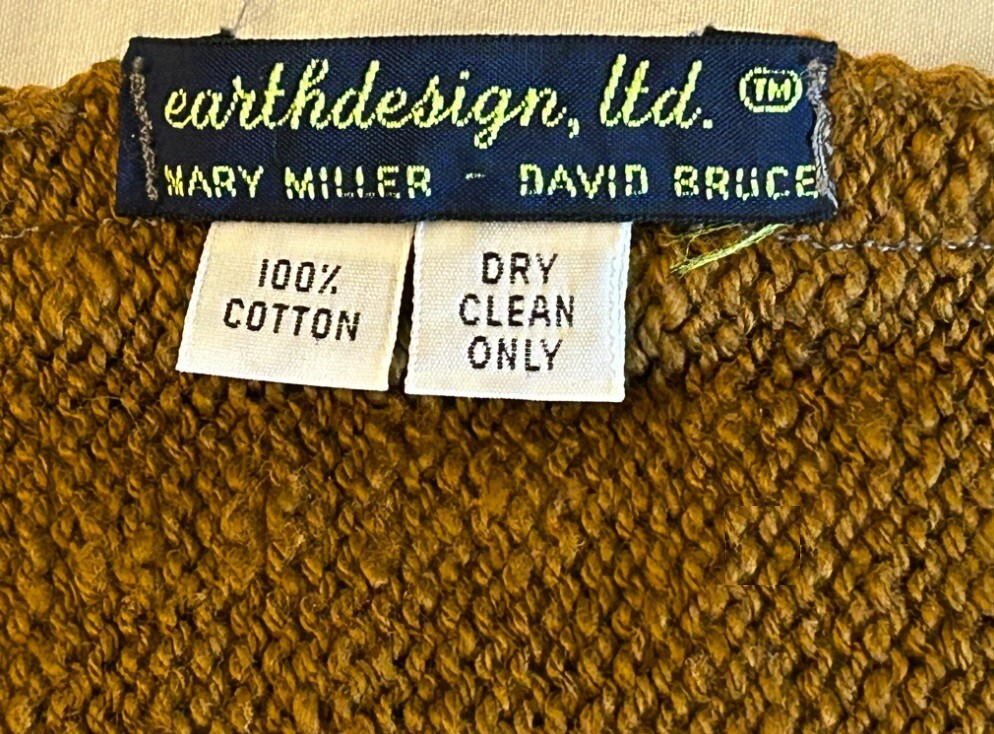 earthdesign, ltd. TM
MARY MILLER - DAVID BRUCE
100%
COTTON
DRY
CLEAN
ONLY